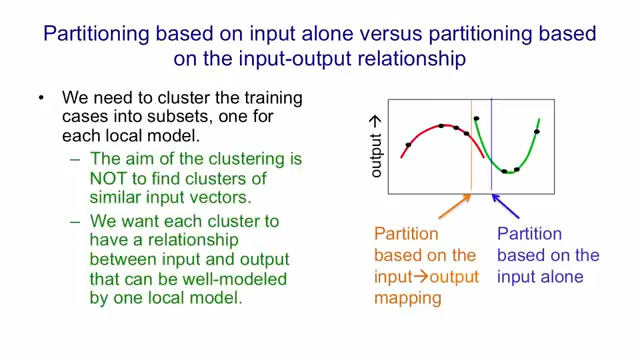 Partitioning based on input alone versus partitioning based
on the input-output relationship
• We need to cluster the training
cases into subsets, one for
each local model.
– The aim of the clustering is
NOT to find clusters of
similar input vectors.
– We want each cluster to
have a relationship
between input and output
that can be well-modeled
by one local model.
output →
Partition
based on the
input→output
mapping
Partition
based on the
input alone